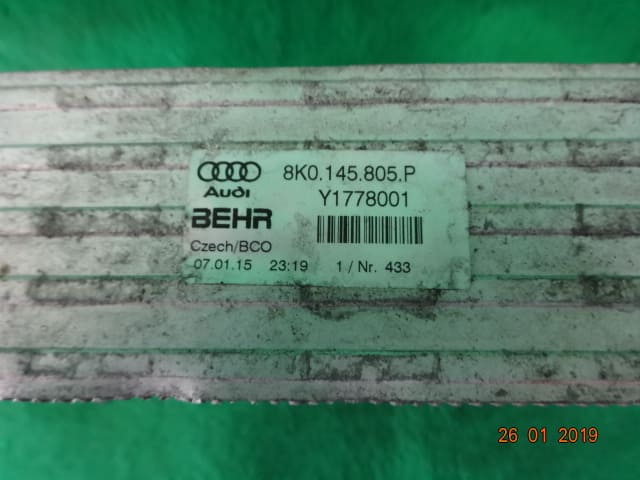 8K0.145.805.P
Audi
Y1778001
BEHR
Czech/BCO
07.01.15 23:19 1 / Nr. 433
26 01 2019